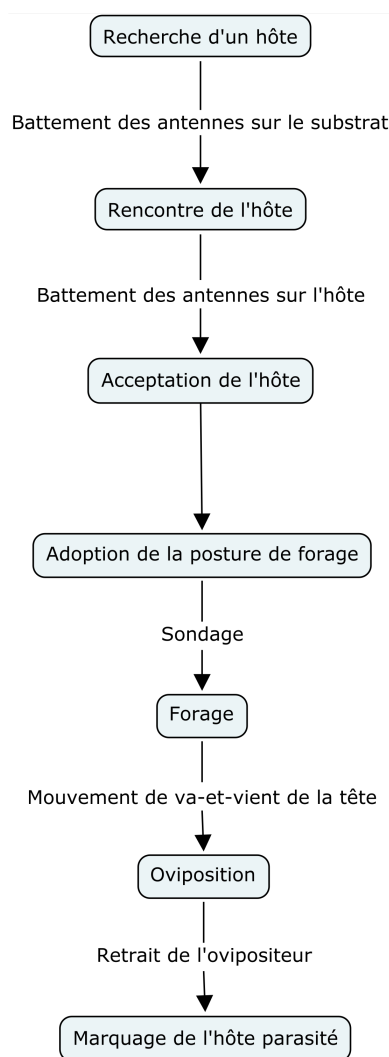 Recherche d'un hôte
Battement des antennes sur le substrat
Rencontre de l'hôte
Battement des antennes sur l'hôte
Acceptation de l'hôte
Adoption de la posture de forage
Sondage
Forage
Mouvement de va-et-vient de la tête
Oviposition
Retrait de l'ovipositeur
Marquage de l'hôte parasité